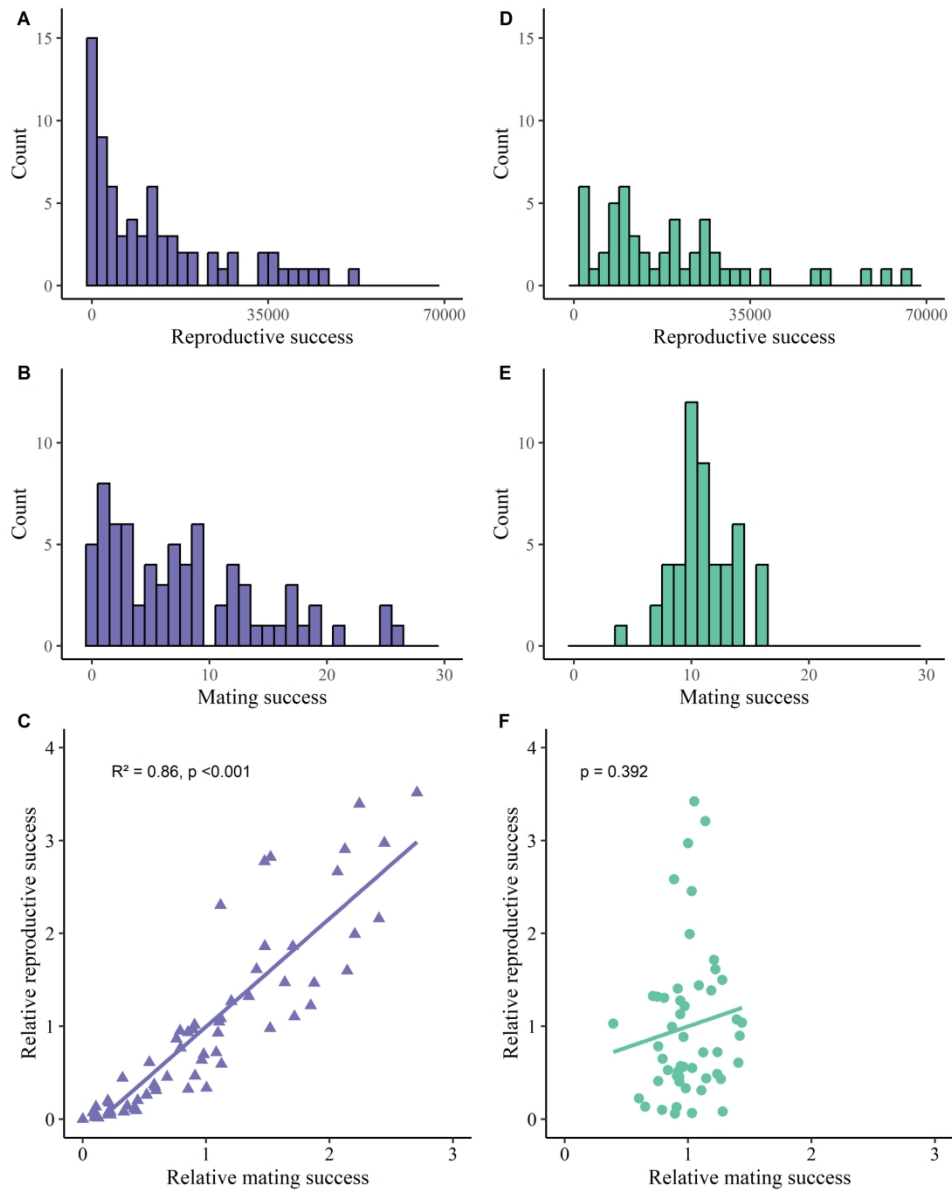 A
15
10
5
0
Count
0
35000
70000
Reproductive success
D
15
10
5
0
Count
0
35000
70000
Reproductive success
B
10
5
0
Count
0
10
20
30
Mating success
E
10
5
0
Count
0
10
20
30
Mating success
C
4
3
2
1
0
Relative reproductive success
R² = 0.86, p <0.001
0
1
2
3
Relative mating success
F
4
3
2
1
0
Relative reproductive success
p = 0.392
0
1
2
3
Relative mating success